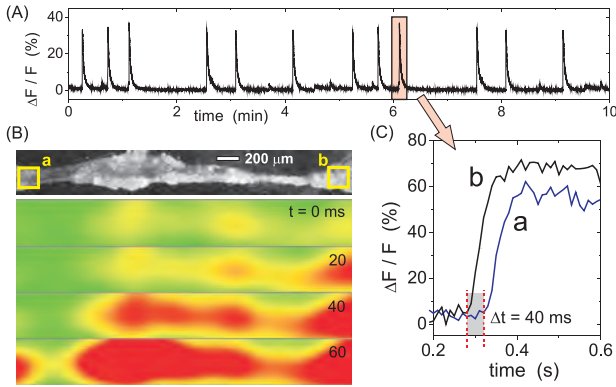 (A)
40
20
0
ΔF / F (%)
0 2 4 6 8 10
time (min)
(B)
a
200 μm
b
t = 0 ms
20
40
60
(C)
80
60
40
20
0
ΔF / F (%)
b
a
Δt = 40 ms
0.2 0.4 0.6
time (s)